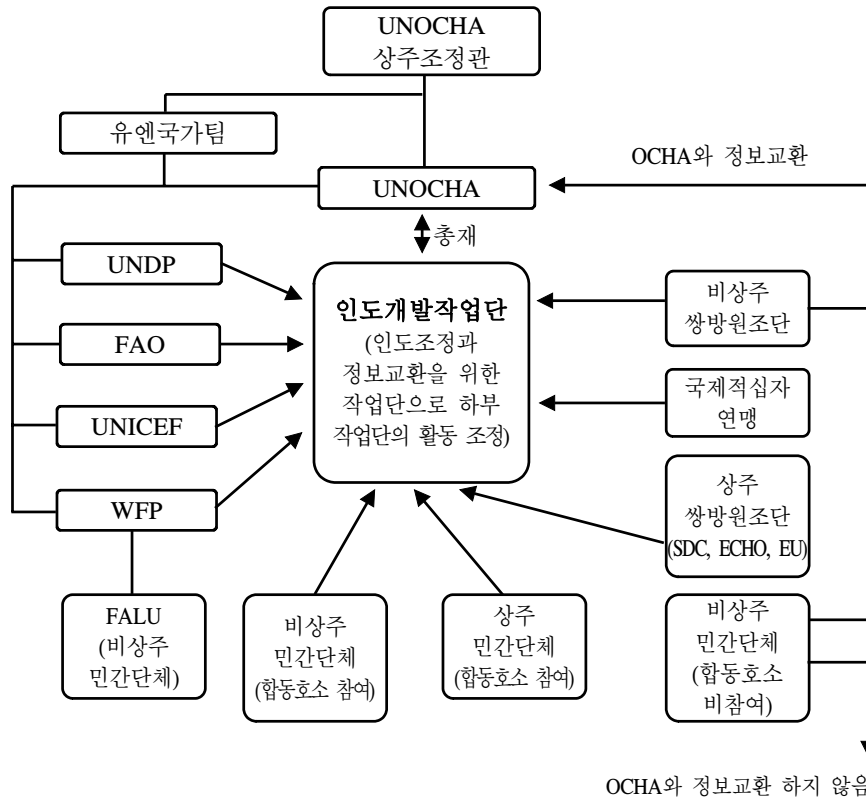 UNOCHA
상주조정관
유엔국가팀
OCHA와 정보교환
UNOCHA
총재
UNDP
FAO
UNICEF
WFP
인도개발작업단
(인도조정과
정보교환을 위한
작업단으로 하부
작업단의 활동 조정)
비상주
쌍방원조단
국제적십자
연맹
상주
쌍방원조단
(SDC, ECHO, EU)
FALU
(비상주
민간단체)
비상주
민간단체
(합동호소 참여)
상주
민간단체
(합동호소 참여)
비상주
민간단체
(합동호소
비참여)
OCHA와 정보교환 하지 않음